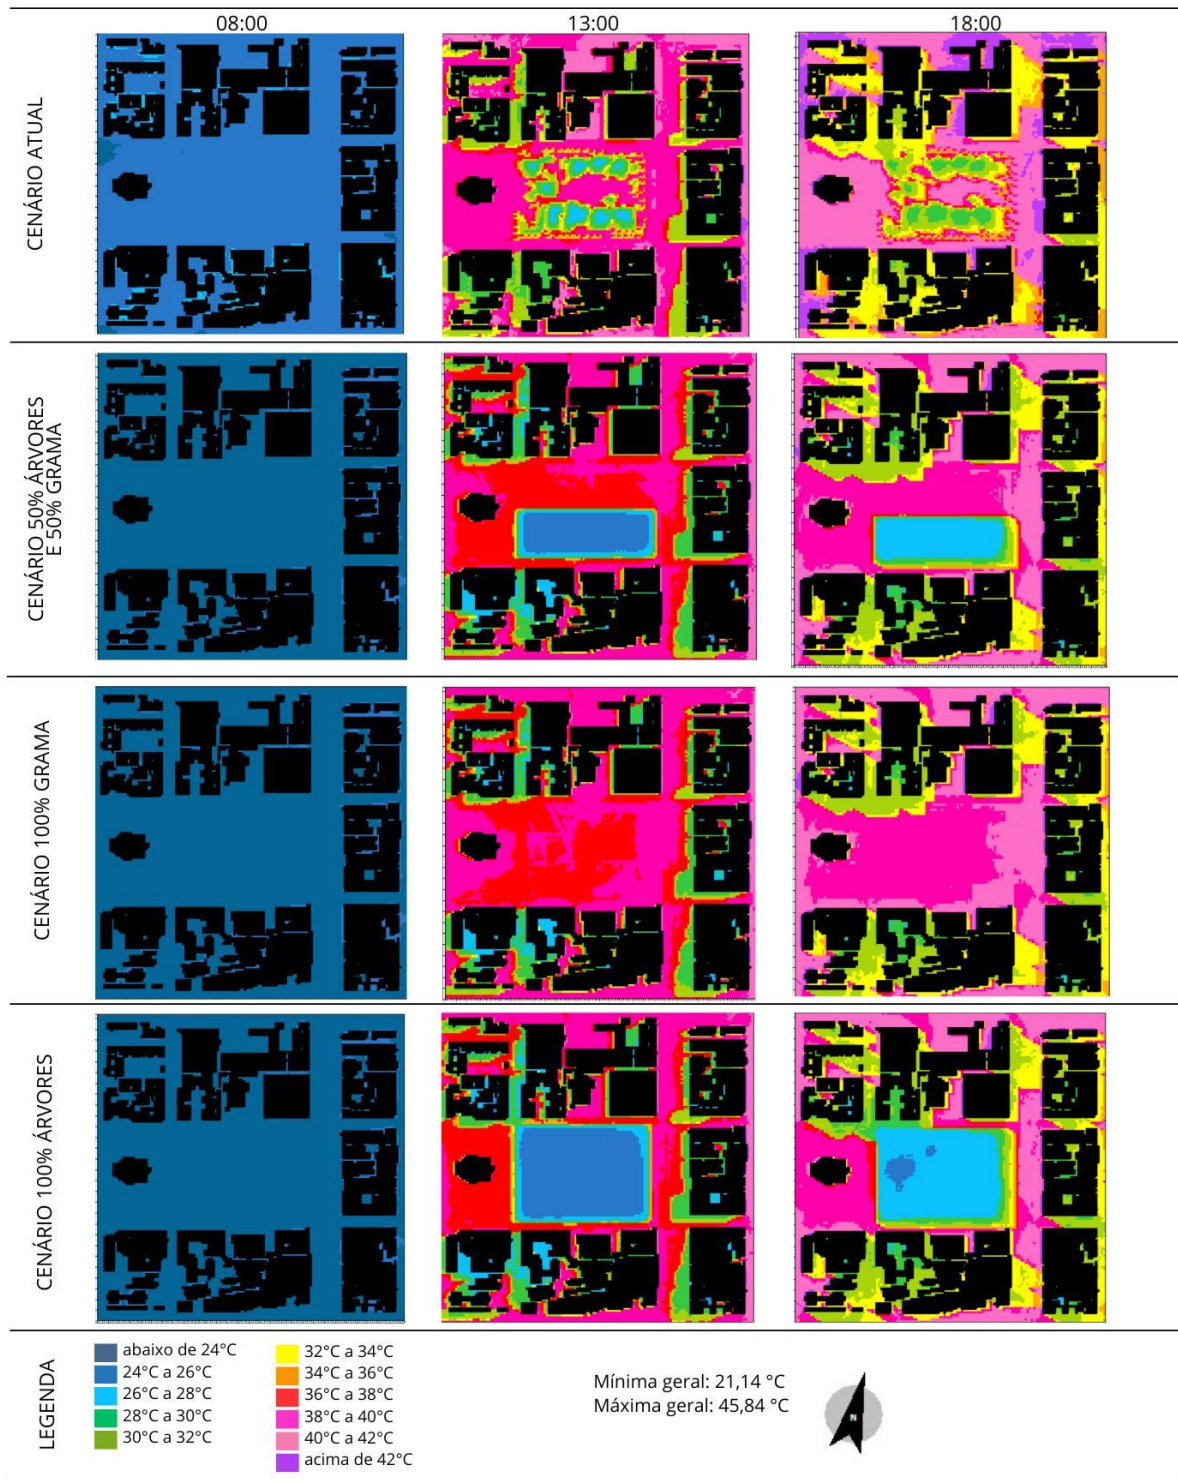 08:00 13:00 18:00
CENÁRIO ATUAL
CENÁRIO 50% ÁRVORES
E 50% GRAMA
CENÁRIO 100% GRAMA
CENÁRIO 100% ÁRVORES
LEGENDA
abaixo de 24°C
24°C a 26°C
26°C a 28°C
28°C a 30°C
30°C a 32°C
32°C a 34°C
34°C a 36°C
36°C a 38°C
38°C a 40°C
40°C a 42°C
acima de 42°C
Mínima geral: 21,14 °C
Máxima geral: 45,84 °C
N